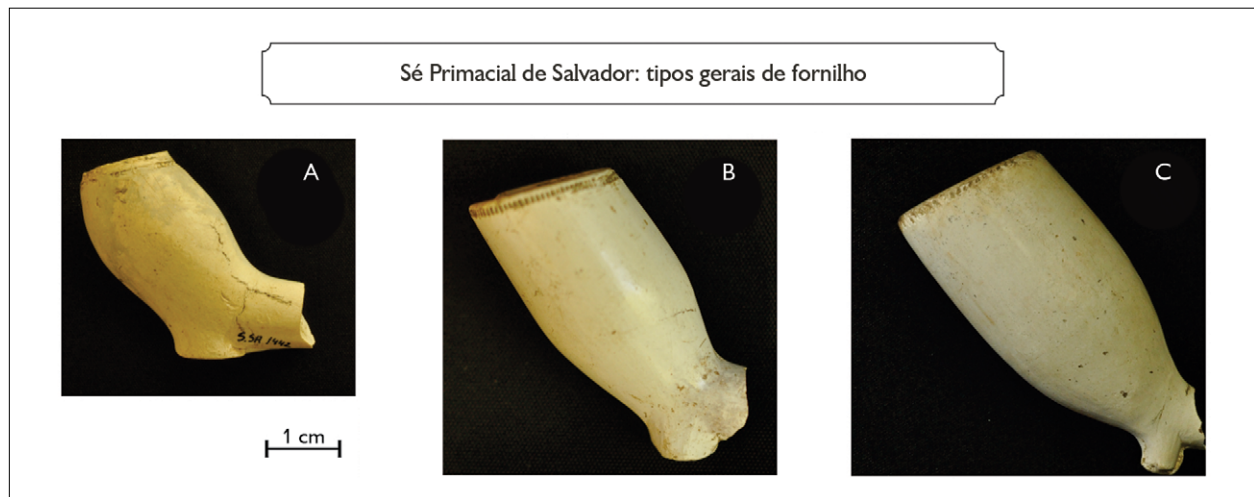 Sé Primacial de Salvador: tipos gerais de fornilho
A
B
C
S.SA 1442
1 cm